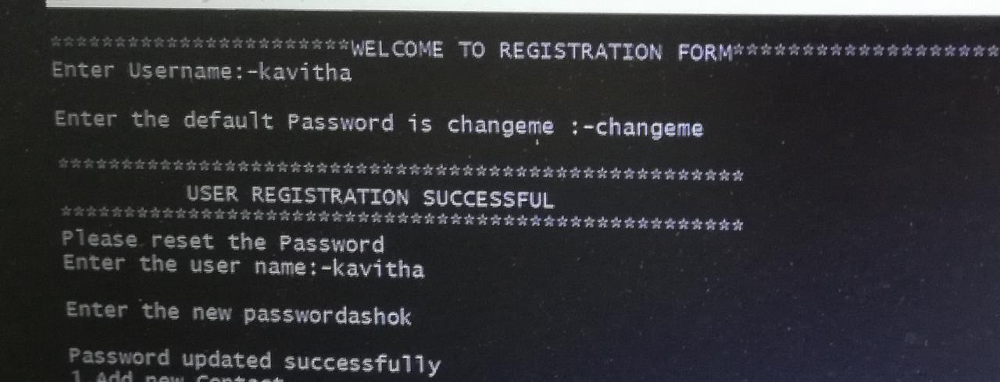 ***********************WELCOME TO REGISTRATION FORM*******************
Enter Username:-kavitha
Enter the default Password is changeme :-changeme
*****************************************************
USER REGISTRATION SUCCESSFUL
*****************************************************
Please reset the Password
Enter the user name:-kavitha
Enter the new passwordashok
Password updated successfully
1 Add new Contact